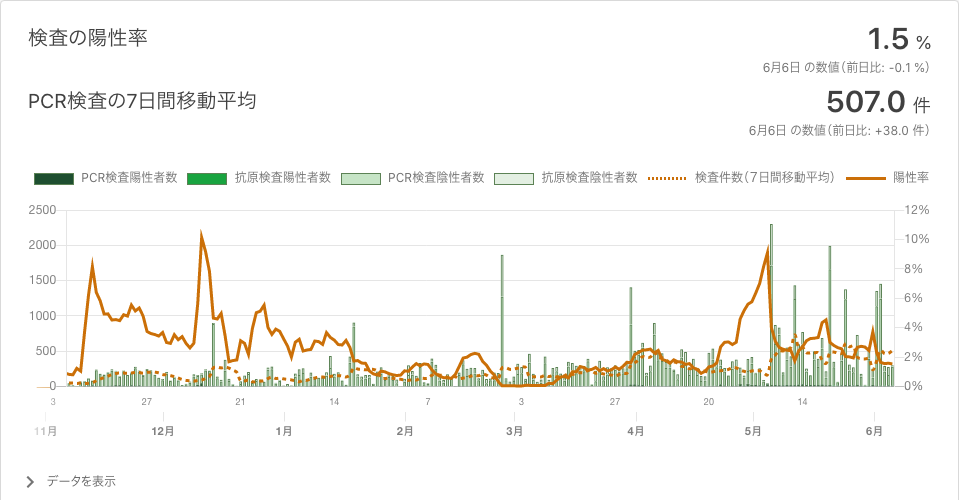 検査の陽性率
1.5 %
6月6日 の数値（前日比: -0.1 %）
PCR検査の7日間移動平均
507.0 件
6月6日 の数値（前日比: +38.0 件）
PCR検査陽性者数 抗原検査陽性者数 PCR検査陰性者数 抗原検査陰性者数 検査件数（7日間移動平均） 陽性率
2500 12%
2000 10%
1500 8%
1000 6%
500 4%
0 2%
0%
3 27 21 14 7 3 27 20 14
11月 12月 1月 2月 3月 4月 5月 6月
データを表示